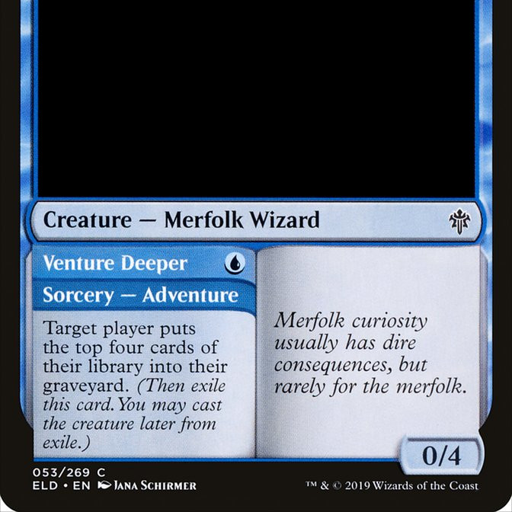 Creature — Merfolk Wizard
Venture Deeper
Sorcery — Adventure
Target player puts
the top four cards of
their library into their
graveyard. (Then exile
this card. You may cast
the creature later from
exile.)
Merfolk curiosity
usually has dire
consequences, but
rarely for the merfolk.
0/4
053/269 C
ELD • EN Jana Schirmer
™ & © 2019 Wizards of the Coast